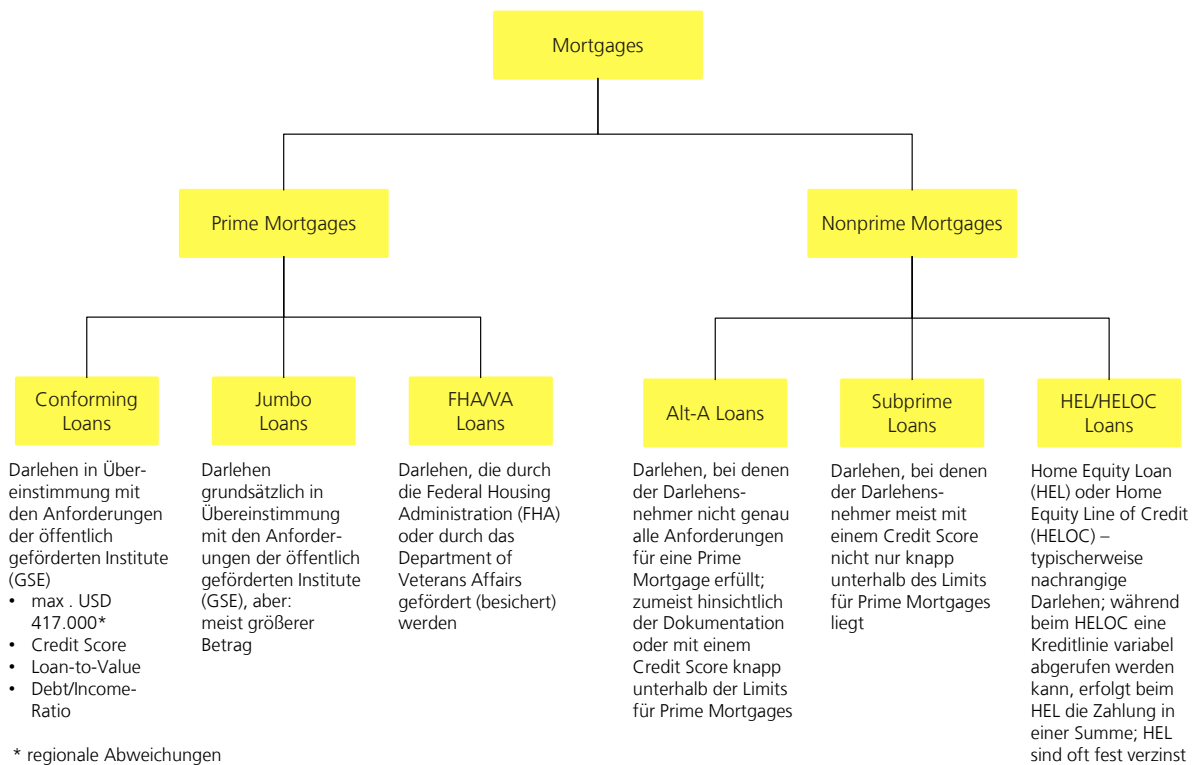 Mortgages
Prime Mortgages
Nonprime Mortgages
Conforming
Loans
Jumbo
Loans
FHA/VA
Loans
Alt-A Loans
Subprime
Loans
HEL/HELOC
Loans
Darlehen in Über-
einstimmung mit
den Anforderungen
der öffentlich
geförderten Institute
(GSE)
• max . USD
417.000*
• Credit Score
• Loan-to-Value
• Debt/Income-
Ratio
Darlehen
grundsätzlich in
Übereinstimmung
mit den Anforder-
ungen der öffentlich
geförderten Institute
(GSE), aber:
meist größerer
Betrag
Darlehen, die durch
die Federal Housing
Administration (FHA)
oder durch das
Department of
Veterans Affairs
gefördert (besichert)
werden
Darlehen, bei denen
der Darlehens-
nehmer nicht genau
alle Anforderungen
für eine Prime
Mortgage erfüllt;
zumeist hinsichtlich
der Dokumentation
oder mit einem
Credit Score knapp
unterhalb der Limits
für Prime Mortgages
Darlehen, bei denen
der Darlehens-
nehmer meist mit
einem Credit Score
nicht nur knapp
unterhalb des Limits
für Prime Mortgages
liegt
Home Equity Loan
(HEL) oder Home
Equity Line of Credit
(HELOC) –
typischerweise
nachrangige
Darlehen; während
beim HELOC eine
Kreditlinie variabel
abgerufen werden
kann, erfolgt beim
HEL die Zahlung in
einer Summe; HEL
sind oft fest verzinst
* regionale Abweichungen